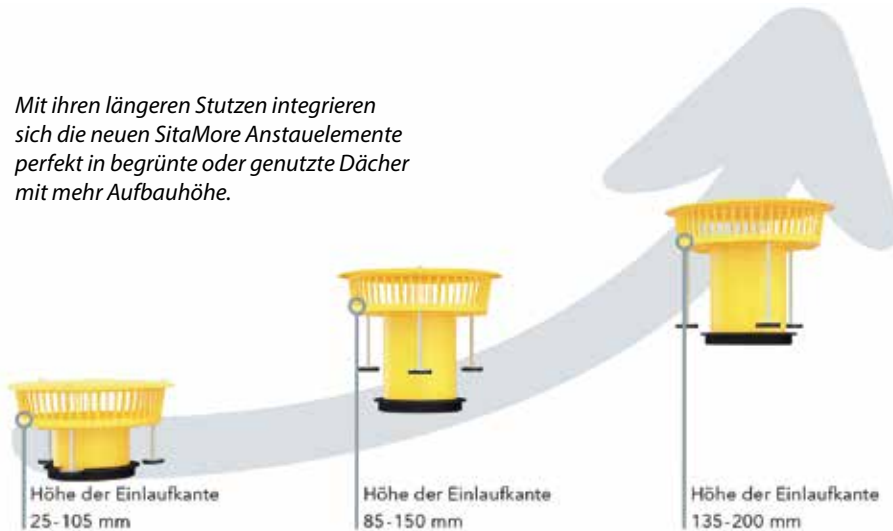 Mit ihren längeren Stutzen integrieren
sich die neuen SitaMore Anstauelemente
perfekt in begrünte oder genutzte Dächer
mit mehr Aufbauhöhe.
Höhe der Einlaufkante
25-105 mm
Höhe der Einlaufkante
85-150 mm
Höhe der Einlaufkante
135-200 mm